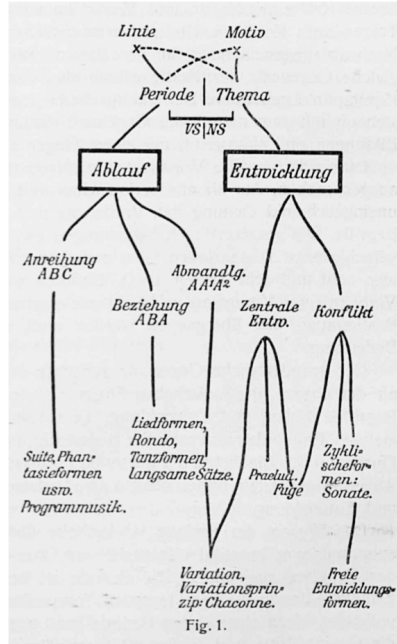 Linie Motiv
Periode Thema
VS|NS
Ablauf Entwicklung
Anreihung
ABC
Abwandlg.
AA¹A²
Beziehung
ABA
Zentrale
Entw.
Konflikt
Liedformen,
Rondo,
Tanzformen,
langsame Sätze.
Suite, Phan-
tasieformen
usw.
Programmusik.
Praelud.
Fuge
Zykli-
schefor-
men:
Sonate.
Variation,
Variationsprin-
zip: Chaconne.
Freie
Entwicklungs-
formen.
Fig. 1.